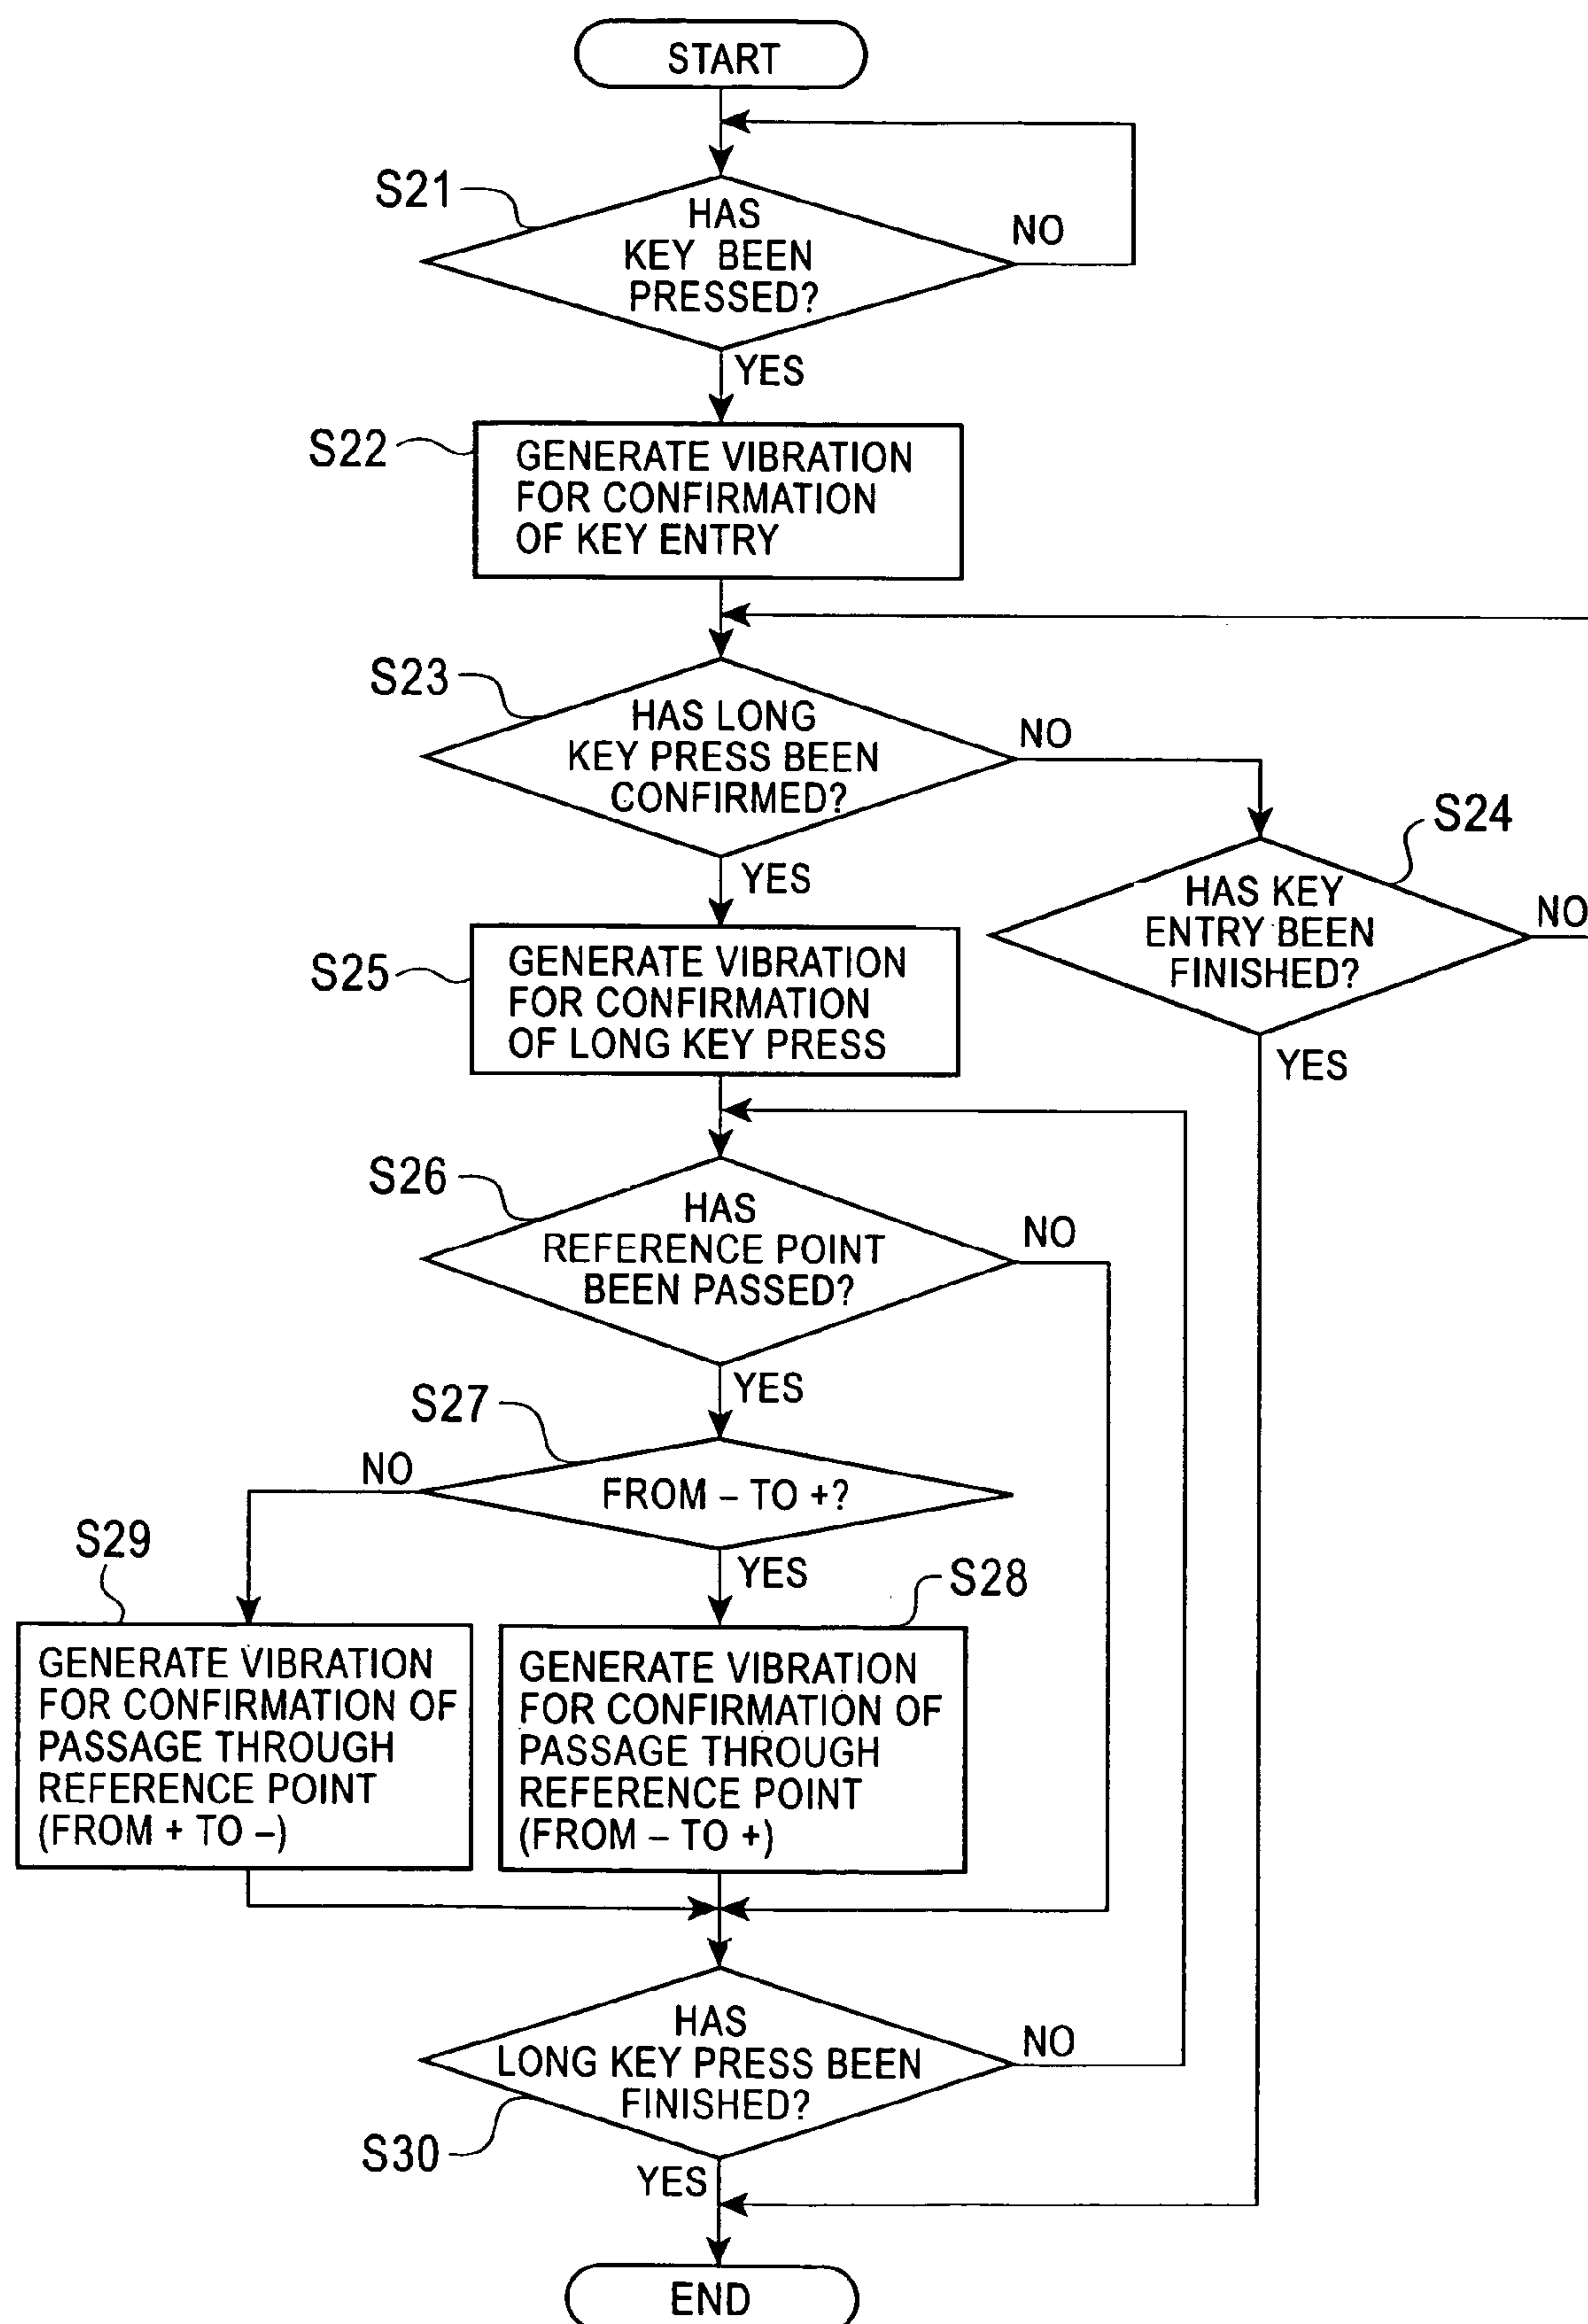 START
S21
HAS
KEY BEEN
PRESSED?
NO
YES
S22
GENERATE VIBRATION
FOR CONFIRMATION
OF KEY ENTRY
S23
HAS LONG
KEY PRESS BEEN
CONFIRMED?
NO
YES
S24
HAS KEY
ENTRY BEEN
FINISHED?
NO
YES
S25
GENERATE VIBRATION
FOR CONFIRMATION
OF LONG KEY PRESS
S26
HAS
REFERENCE POINT
BEEN PASSED?
NO
YES
S27
FROM – TO +?
NO
YES
S29
GENERATE VIBRATION
FOR CONFIRMATION OF
PASSAGE THROUGH
REFERENCE POINT
(FROM + TO –)
S28
GENERATE VIBRATION
FOR CONFIRMATION OF
PASSAGE THROUGH
REFERENCE POINT
(FROM – TO +)
HAS
LONG KEY PRESS BEEN
FINISHED?
NO
S30
YES
END